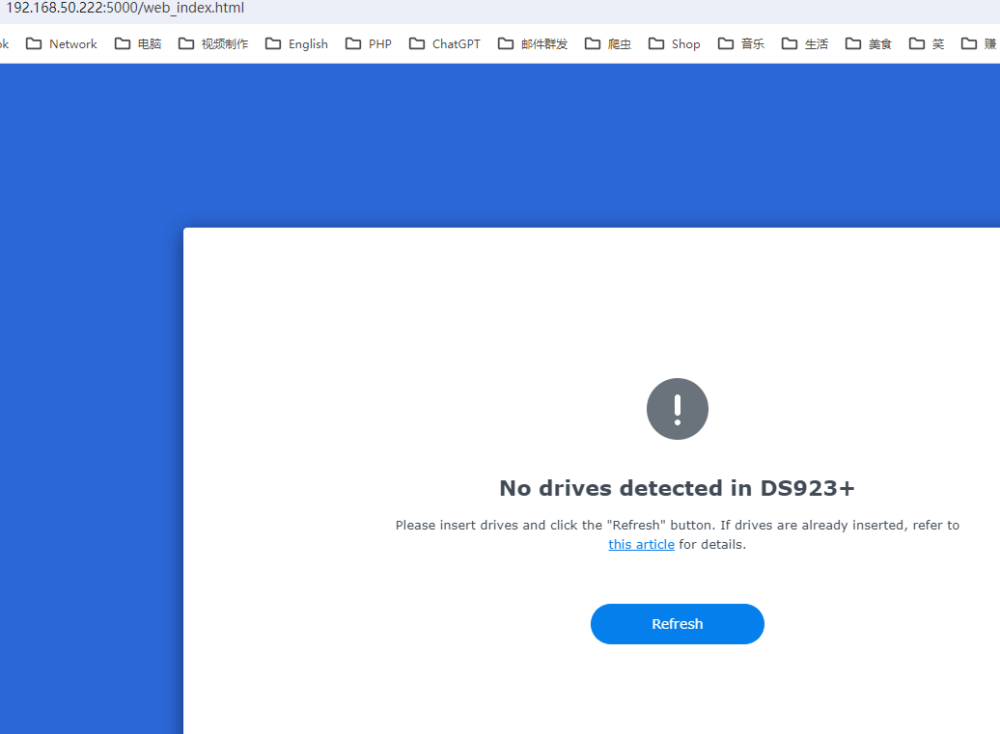 192.168.50.222:5000/web_index.html
ok Network 电脑 视频制作 English PHP ChatGPT 邮件群发 爬虫 Shop 音乐 生活 美食 笑 赚
No drives detected in DS923+
Please insert drives and click the "Refresh" button. If drives are already inserted, refer to
this article for details.
Refresh